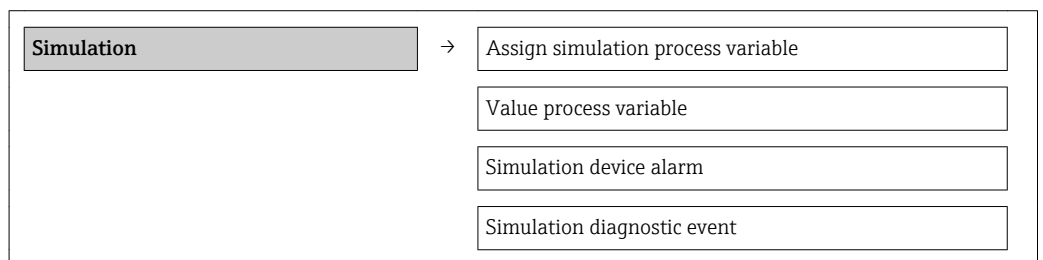 Simulation → Assign simulation process variable
Value process variable
Simulation device alarm
Simulation diagnostic event